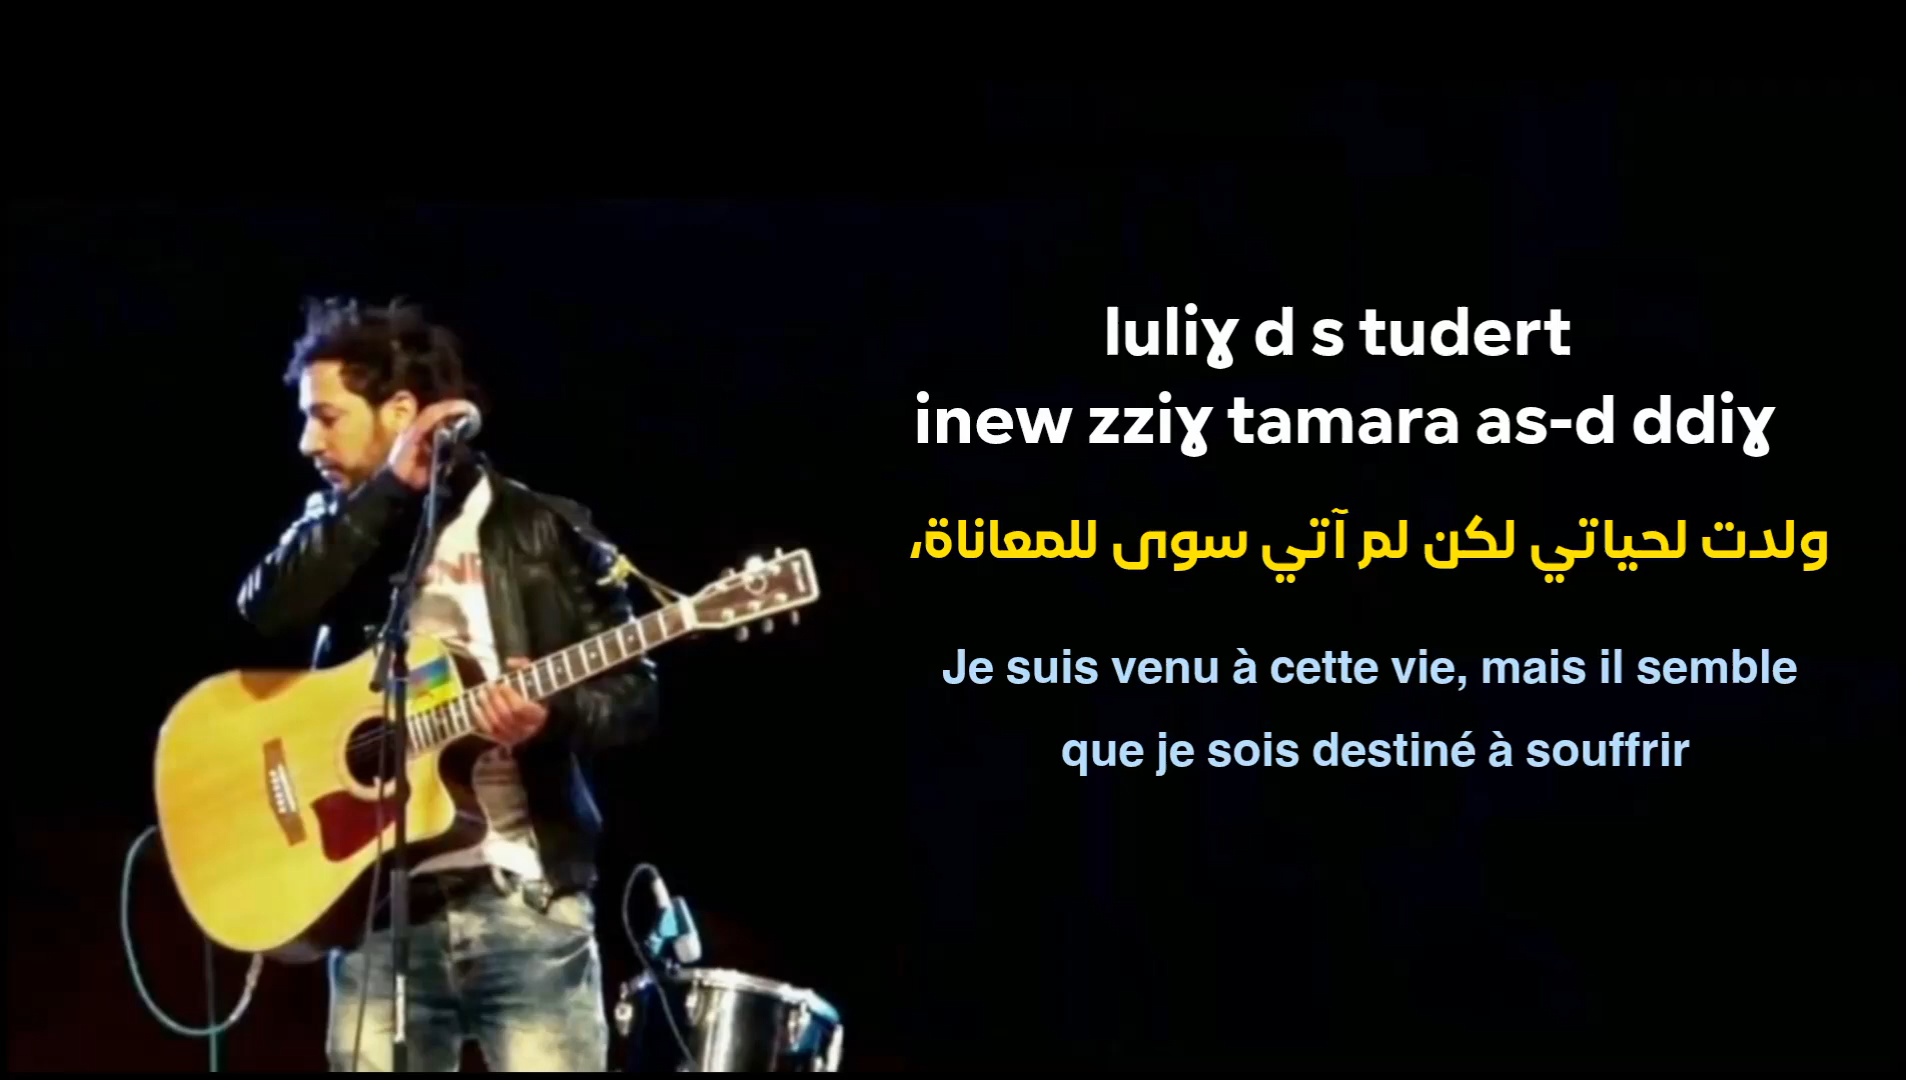 luliɣ d s tudert
inew zziɣ tamara as-d ddiɣ
ولدت لحياتي لكن لم آتي سوى للمعاناة،
Je suis venu à cette vie, mais il semble
que je sois destiné à souffrir